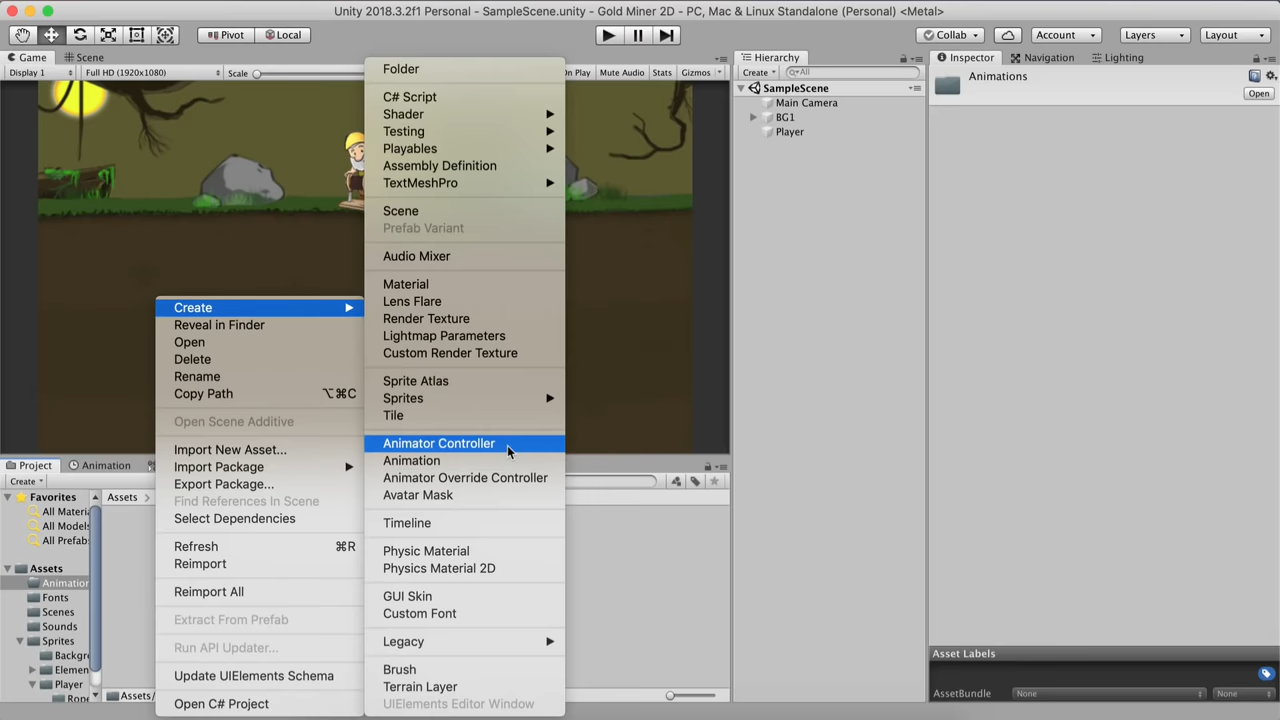 Unity 2018.3.2f1 Personal - SampleScene.unity - Gold Miner 2D - PC, Mac & Linux Standalone (Personal) <Metal>
Pivot
Local
Collab
Account
Layers
Layout
Game
Scene
Display 1
Full HD (1920x1080)
Scale
Mute Audio
Stats
Gizmos
Hierarchy
Create
All
SampleScene
Main Camera
BG1
Player
Inspector
Navigation
Lighting
Animations
Open
Folder
C# Script
Shader
Testing
Playables
Assembly Definition
TextMeshPro
Scene
Prefab Variant
Audio Mixer
Material
Lens Flare
Render Texture
Lightmap Parameters
Custom Render Texture
Sprite Atlas
Sprites
Tile
Animator Controller
Animation
Animator Override Controller
Avatar Mask
Timeline
Physic Material
Physics Material 2D
GUI Skin
Custom Font
Legacy
Brush
Terrain Layer
UIElements Editor Window
Create
Reveal in Finder
Open
Delete
Rename
Copy Path ⌥⌘C
Open Scene Additive
Import New Asset...
Import Package
Export Package...
Find References In Scene
Select Dependencies
Refresh ⌘R
Reimport
Reimport All
Extract From Prefab
Run API Updater...
Update UIElements Schema
Open C# Project
Project
Animation
Create
Favorites
All Materia
All Models
All Prefab
Assets
Animation
Fonts
Scenes
Sounds
Sprites
Backgr
Elemen
Player
Rope
Assets
Assets/
Asset Labels
AssetBundle
None
None